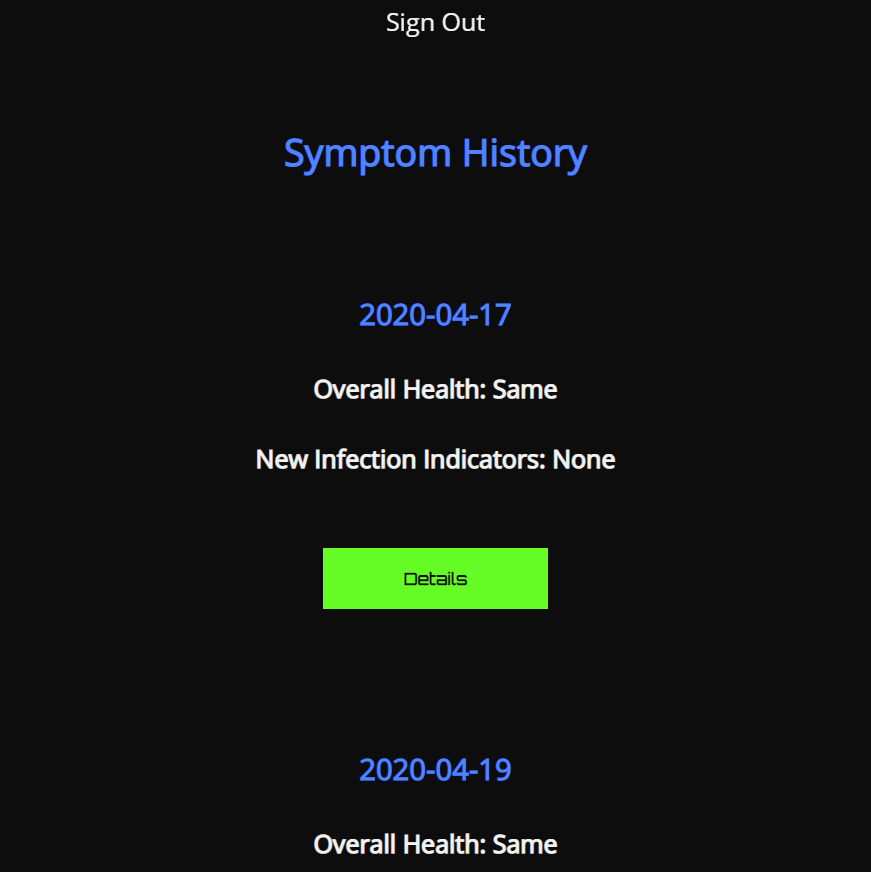 Sign Out
Symptom History
2020-04-17
Overall Health: Same
New Infection Indicators: None
Details
2020-04-19
Overall Health: Same